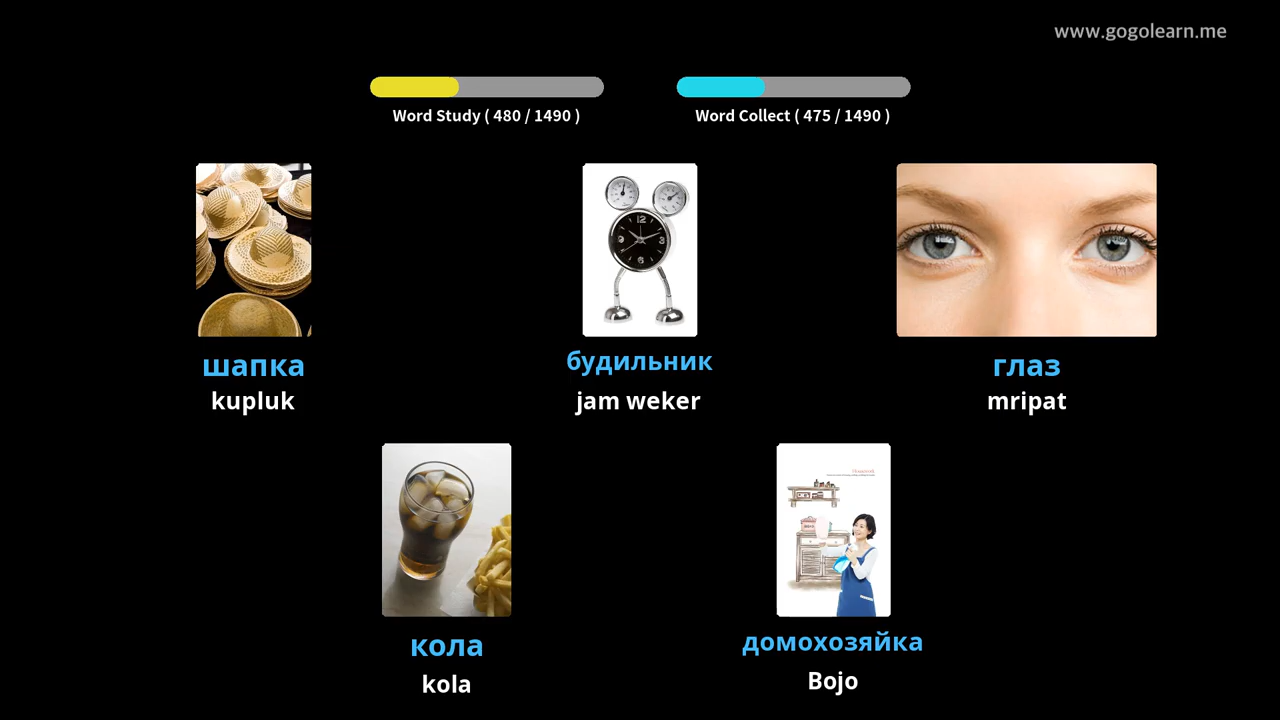 www.gogolearn.me
Word Study ( 480 / 1490 )
Word Collect ( 475 / 1490 )
шапка
kupluk
будильник
jam weker
глаз
mripat
кола
kola
домохозяйка
Bojo